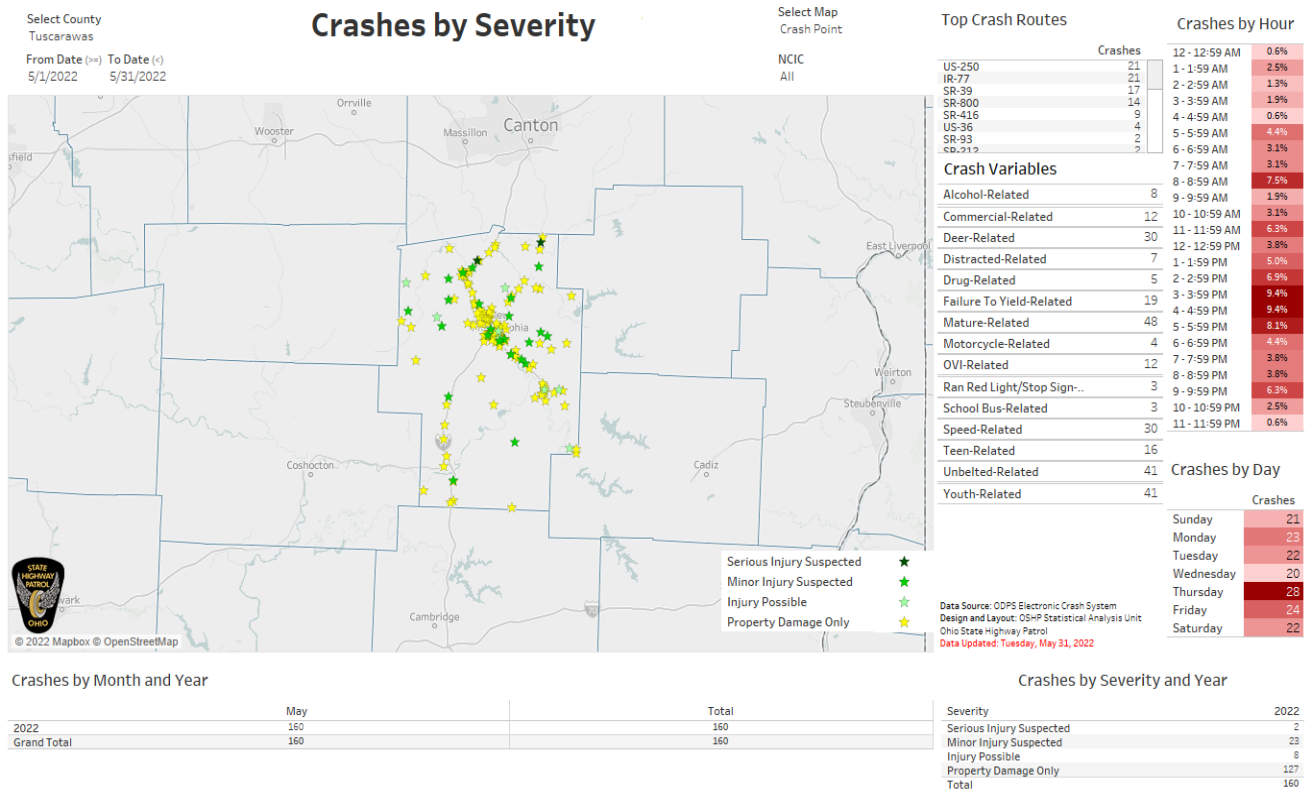 Select County
Tuscarawas
From Date (>=) To Date (<)
5/1/2022 5/31/2022
Crashes by Severity
Select Map
Crash Point
NCIC
All
Orrville
Wooster
Massillon
Canton
sfield
East Liverpool
Weirton
Steubenville
Coshocton
Cadiz
Cambridge
wark
STATE
HIGHWAY
PATROL
OHIO
© 2022 Mapbox © OpenStreetMap
Serious Injury Suspected
Minor Injury Suspected
Injury Possible
Property Damage Only
Top Crash Routes
Crashes
US-250 21
IR-77 21
SR-39 17
SR-800 14
SR-416 9
US-36 4
SR-93 2
SR-212 2
Crash Variables
Alcohol-Related 8
Commercial-Related 12
Deer-Related 30
Distracted-Related 7
Drug-Related 5
Failure To Yield-Related 19
Mature-Related 48
Motorcycle-Related 4
OVI-Related 12
Ran Red Light/Stop Sign-.. 3
School Bus-Related 3
Speed-Related 30
Teen-Related 16
Unbelted-Related 41
Youth-Related 41
Data Source: ODPS Electronic Crash System
Design and Layout: OSHP Statistical Analysis Unit
Ohio State Highway Patrol
Data Updated: Tuesday, May 31, 2022
Crashes by Hour
12 - 12:59 AM 0.6%
1 - 1:59 AM 2.5%
2 - 2:59 AM 1.3%
3 - 3:59 AM 1.9%
4 - 4:59 AM 0.6%
5 - 5:59 AM 4.4%
6 - 6:59 AM 3.1%
7 - 7:59 AM 3.1%
8 - 8:59 AM 7.5%
9 - 9:59 AM 1.9%
10 - 10:59 AM 3.1%
11 - 11:59 AM 6.3%
12 - 12:59 PM 3.8%
1 - 1:59 PM 5.0%
2 - 2:59 PM 6.9%
3 - 3:59 PM 9.4%
4 - 4:59 PM 9.4%
5 - 5:59 PM 8.1%
6 - 6:59 PM 4.4%
7 - 7:59 PM 3.8%
8 - 8:59 PM 3.8%
9 - 9:59 PM 6.3%
10 - 10:59 PM 2.5%
11 - 11:59 PM 0.6%
Crashes by Day
Crashes
Sunday 21
Monday 23
Tuesday 22
Wednesday 20
Thursday 28
Friday 24
Saturday 22
Crashes by Month and Year
May Total
2022 160 160
Grand Total 160 160
Crashes by Severity and Year
Severity 2022
Serious Injury Suspected 2
Minor Injury Suspected 23
Injury Possible 8
Property Damage Only 127
Total 160